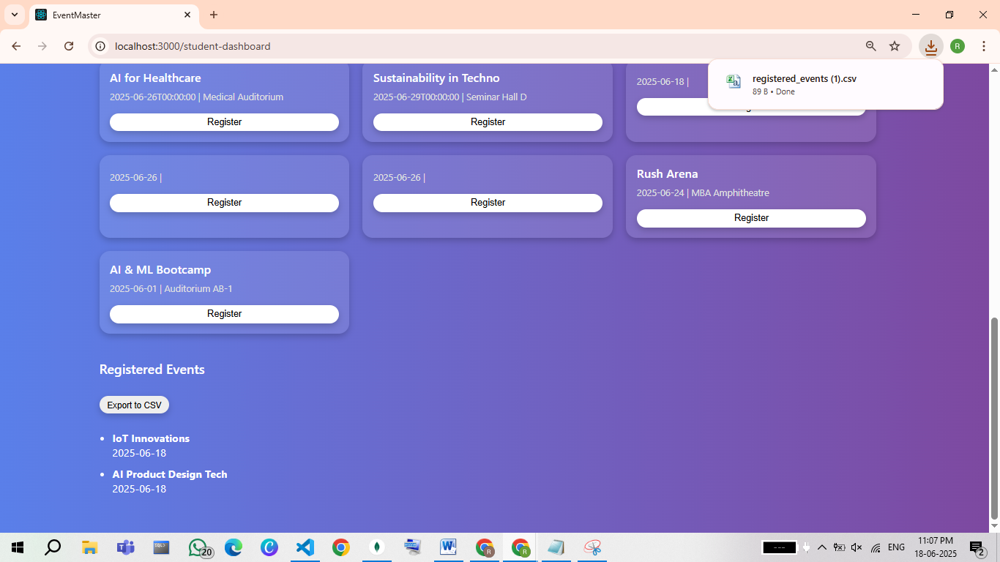 EventMaster
localhost:3000/student-dashboard
R
registered_events (1).csv
89 B • Done
AI for Healthcare
2025-06-26T00:00:00 | Medical Auditorium
Register
Sustainability in Techno
2025-06-29T00:00:00 | Seminar Hall D
Register
2025-06-18 |
2025-06-26 |
Register
2025-06-26 |
Register
Rush Arena
2025-06-24 | MBA Amphitheatre
Register
AI & ML Bootcamp
2025-06-01 | Auditorium AB-1
Register
Registered Events
Export to CSV
• IoT Innovations
2025-06-18
• AI Product Design Tech
2025-06-18
20
R
R
ENG
11:07 PM
18-06-2025
2